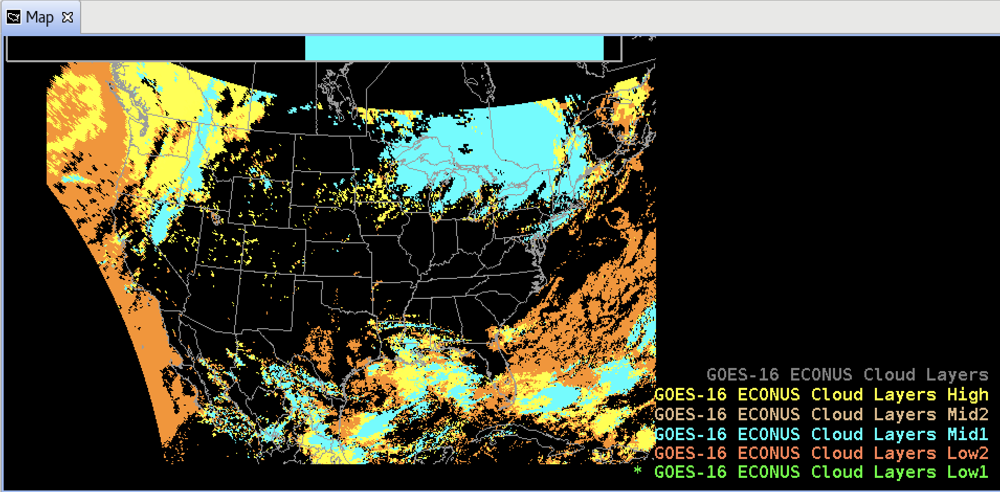 Map
GOES-16 ECONUS Cloud Layers
GOES-16 ECONUS Cloud Layers High
GOES-16 ECONUS Cloud Layers Mid2
GOES-16 ECONUS Cloud Layers Mid1
GOES-16 ECONUS Cloud Layers Low2
* GOES-16 ECONUS Cloud Layers Low1